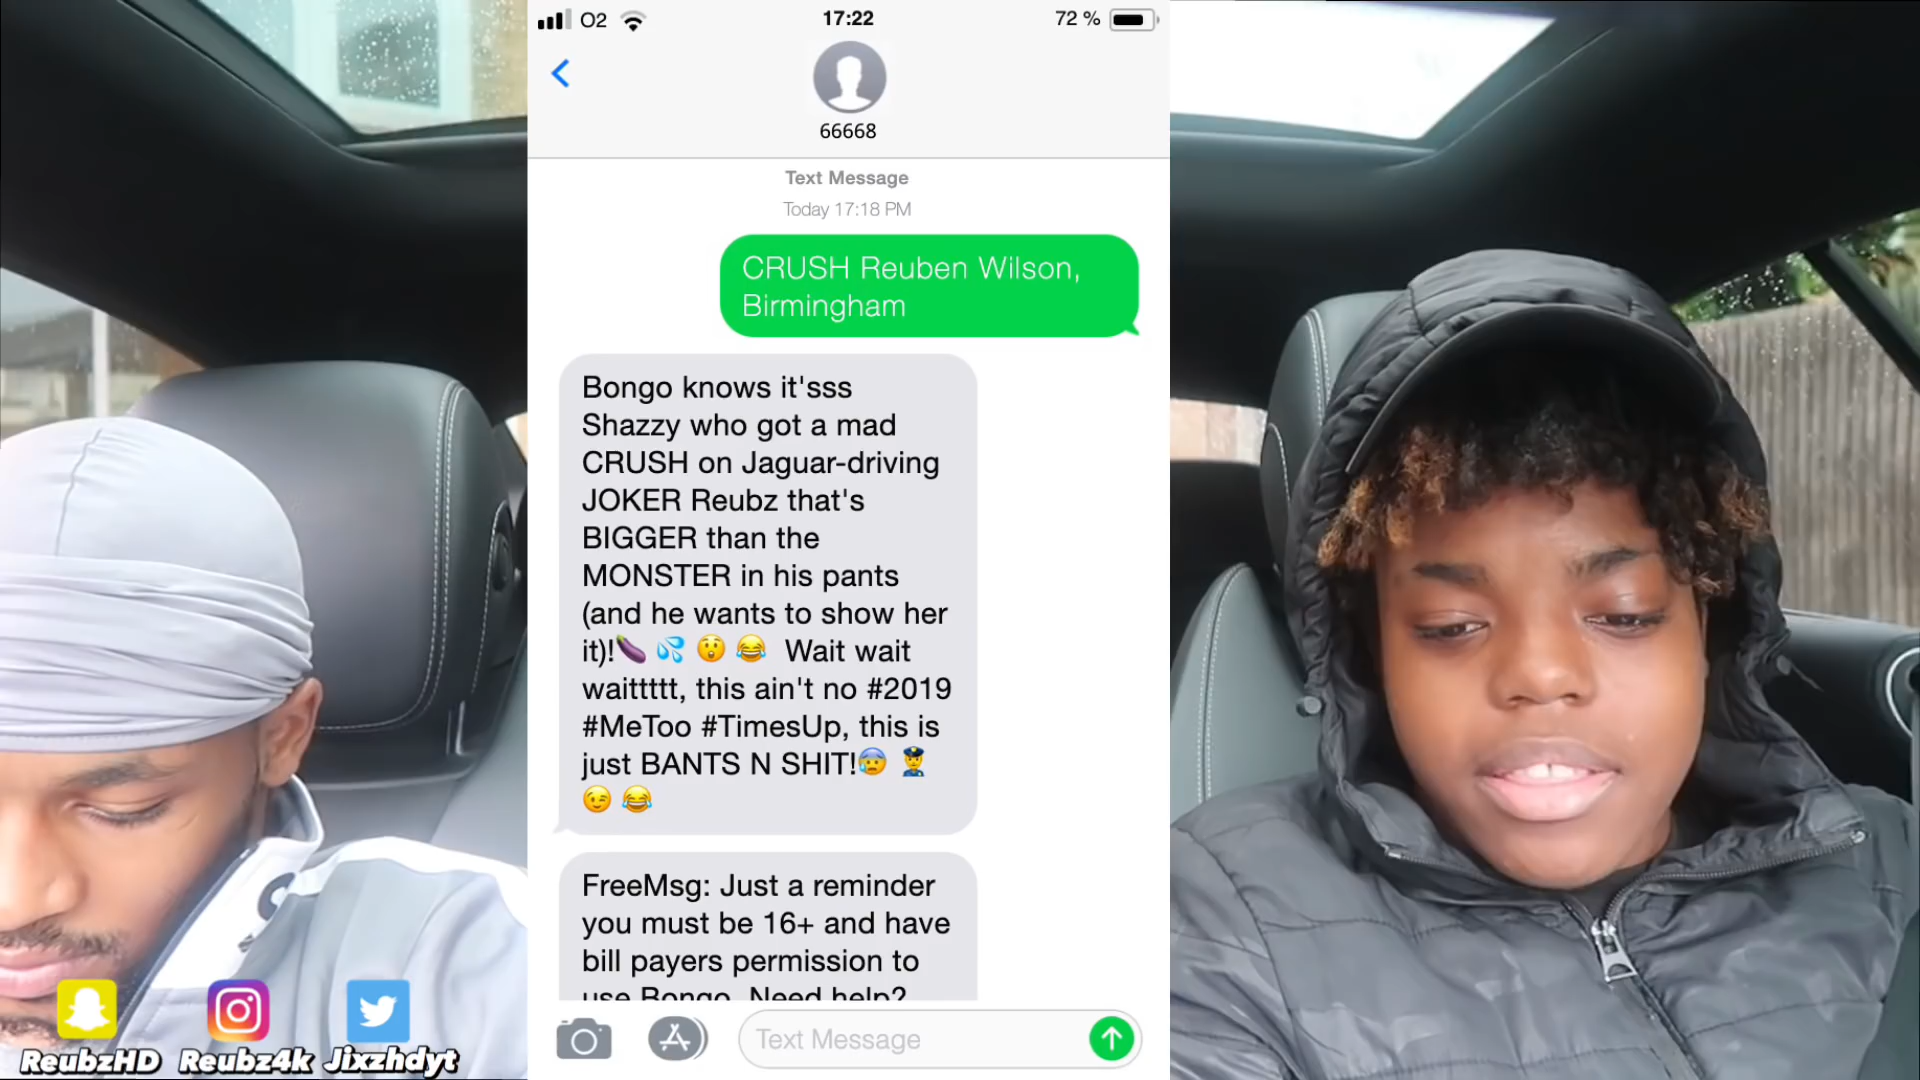 O2
17:22
72 %
66668
Text Message
Today 17:18 PM
CRUSH Reuben Wilson,
Birmingham
Bongo knows it'sss
Shazzy who got a mad
CRUSH on Jaguar-driving
JOKER Reubz that's
BIGGER than the
MONSTER in his pants
(and he wants to show her
it)!🍆 💦 😲 😂 Wait wait
waittttt, this ain't no #2019
#MeToo #TimesUp, this is
just BANTS N SHIT!😰 👮
😉 😂
FreeMsg: Just a reminder
you must be 16+ and have
bill payers permission to
use Bongo. Need help?
Text Message
ReubzHD Reubz4k Jixzhdyt